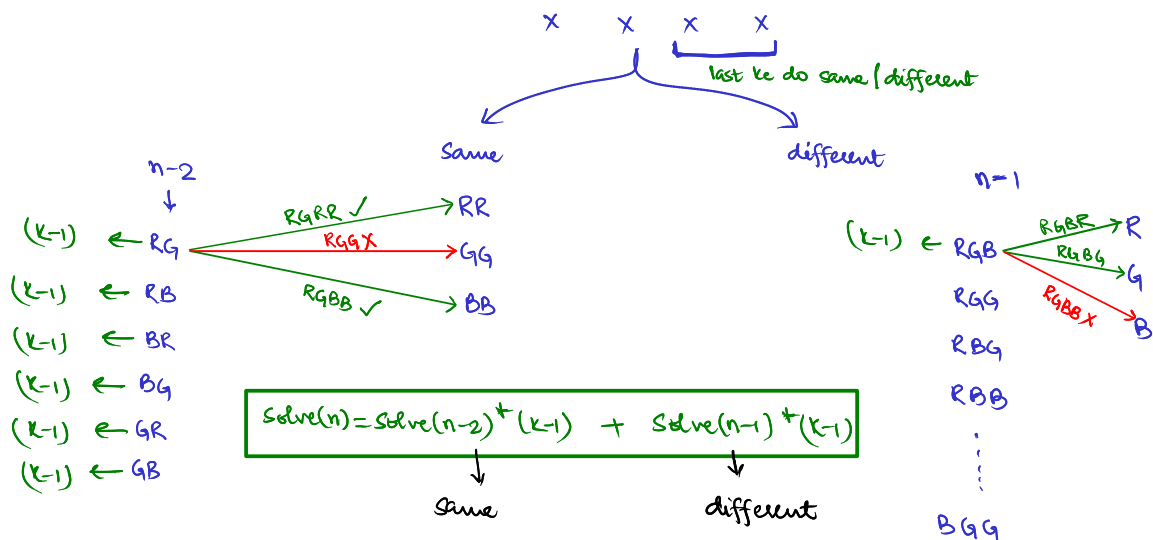 x x x x
last ke do same/different
same
different
n-2
n-1
(k-1) ← RG
RGRR ✓
RR
RGG X
GG
RGBB ✓
BB
(k-1) ← RB
(k-1) ← BR
(k-1) ← BG
(k-1) ← GR
(k-1) ← GB
(k-1) ← RGB
RGBR
R
RGBG
G
RGBB X
B
RGG
RBG
RBB
BGG
Solve(n) = Solve(n-2) * (k-1) + Solve(n-1) * (k-1)
same
different